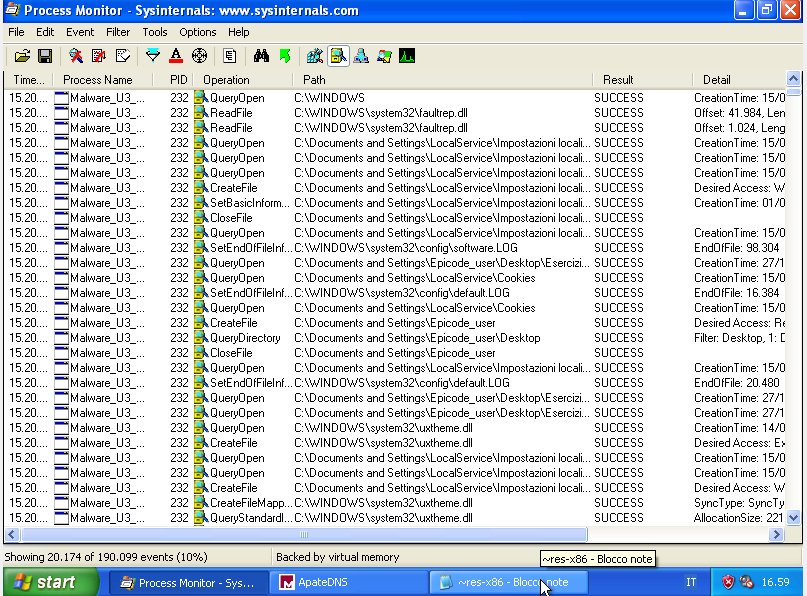 Process Monitor - Sysinternals: www.sysinternals.com
File Edit Event Filter Tools Options Help
Time... Process Name PID Operation Path Result Detail
15.20.... Malware_U3_... 232 QueryOpen C:\WINDOWS SUCCESS CreationTime: 15/0
15.20.... Malware_U3_... 232 ReadFile C:\WINDOWS\system32\faultrep.dll SUCCESS Offset: 41.984, Len
15.20.... Malware_U3_... 232 ReadFile C:\WINDOWS\system32\faultrep.dll SUCCESS Offset: 1.024, Leng
15.20.... Malware_U3_... 232 QueryOpen C:\Documents and Settings\LocalService\Impostazioni locali... SUCCESS CreationTime: 15/0
15.20.... Malware_U3_... 232 QueryOpen C:\Documents and Settings\LocalService\Impostazioni locali... SUCCESS CreationTime: 15/0
15.20.... Malware_U3_... 232 QueryOpen C:\Documents and Settings\LocalService\Impostazioni locali... SUCCESS CreationTime: 15/0
15.20.... Malware_U3_... 232 CreateFile C:\Documents and Settings\LocalService\Impostazioni locali... SUCCESS Desired Access: W
15.20.... Malware_U3_... 232 SetBasicInform... C:\Documents and Settings\LocalService\Impostazioni locali... SUCCESS CreationTime: 01/0
15.20.... Malware_U3_... 232 CloseFile C:\Documents and Settings\LocalService\Impostazioni locali... SUCCESS
15.20.... Malware_U3_... 232 QueryOpen C:\Documents and Settings\LocalService\Impostazioni locali... SUCCESS CreationTime: 15/0
15.20.... Malware_U3_... 232 SetEndOfFileInf... C:\WINDOWS\system32\config\software.LOG SUCCESS EndOfFile: 98.304
15.20.... Malware_U3_... 232 QueryOpen C:\Documents and Settings\Epicode_user\Desktop\Esercizi... SUCCESS CreationTime: 27/1
15.20.... Malware_U3_... 232 QueryOpen C:\Documents and Settings\LocalService\Cookies SUCCESS CreationTime: 15/0
15.20.... Malware_U3_... 232 SetEndOfFileInf... C:\WINDOWS\system32\config\default.LOG SUCCESS EndOfFile: 16.384
15.20.... Malware_U3_... 232 QueryOpen C:\Documents and Settings\LocalService\Cookies SUCCESS CreationTime: 15/0
15.20.... Malware_U3_... 232 CreateFile C:\Documents and Settings\Epicode_user SUCCESS Desired Access: Re
15.20.... Malware_U3_... 232 QueryDirectory C:\Documents and Settings\Epicode_user\Desktop SUCCESS Filter: Desktop, 1: D
15.20.... Malware_U3_... 232 CloseFile C:\Documents and Settings\Epicode_user SUCCESS
15.20.... Malware_U3_... 232 QueryOpen C:\Documents and Settings\LocalService\Impostazioni locali... SUCCESS CreationTime: 15/0
15.20.... Malware_U3_... 232 SetEndOfFileInf... C:\WINDOWS\system32\config\default.LOG SUCCESS EndOfFile: 20.480
15.20.... Malware_U3_... 232 QueryOpen C:\Documents and Settings\Epicode_user\Desktop\Esercizi... SUCCESS CreationTime: 27/1
15.20.... Malware_U3_... 232 QueryOpen C:\Documents and Settings\Epicode_user\Desktop\Esercizi... SUCCESS CreationTime: 27/1
15.20.... Malware_U3_... 232 QueryOpen C:\WINDOWS\system32\uxtheme.dll SUCCESS CreationTime: 14/0
15.20.... Malware_U3_... 232 CreateFile C:\WINDOWS\system32\uxtheme.dll SUCCESS Desired Access: Ex
15.20.... Malware_U3_... 232 QueryOpen C:\Documents and Settings\LocalService\Impostazioni locali... SUCCESS CreationTime: 15/0
15.20.... Malware_U3_... 232 QueryOpen C:\Documents and Settings\LocalService\Impostazioni locali... SUCCESS CreationTime: 15/0
15.20.... Malware_U3_... 232 CreateFile C:\Documents and Settings\LocalService\Impostazioni locali... SUCCESS Desired Access: W
15.20.... Malware_U3_... 232 CreateFileMapp... C:\WINDOWS\system32\uxtheme.dll SUCCESS SyncType: SyncTy
15.20.... Malware_U3_... 232 QueryStandardI... C:\WINDOWS\system32\uxtheme.dll SUCCESS AllocationSize: 221
Showing 20.174 of 190.099 events (10%) Backed by virtual memory
~res-x86 - Blocco note
start Process Monitor - Sys... ApateDNS ~res-x86 - Blocco note IT 16.59